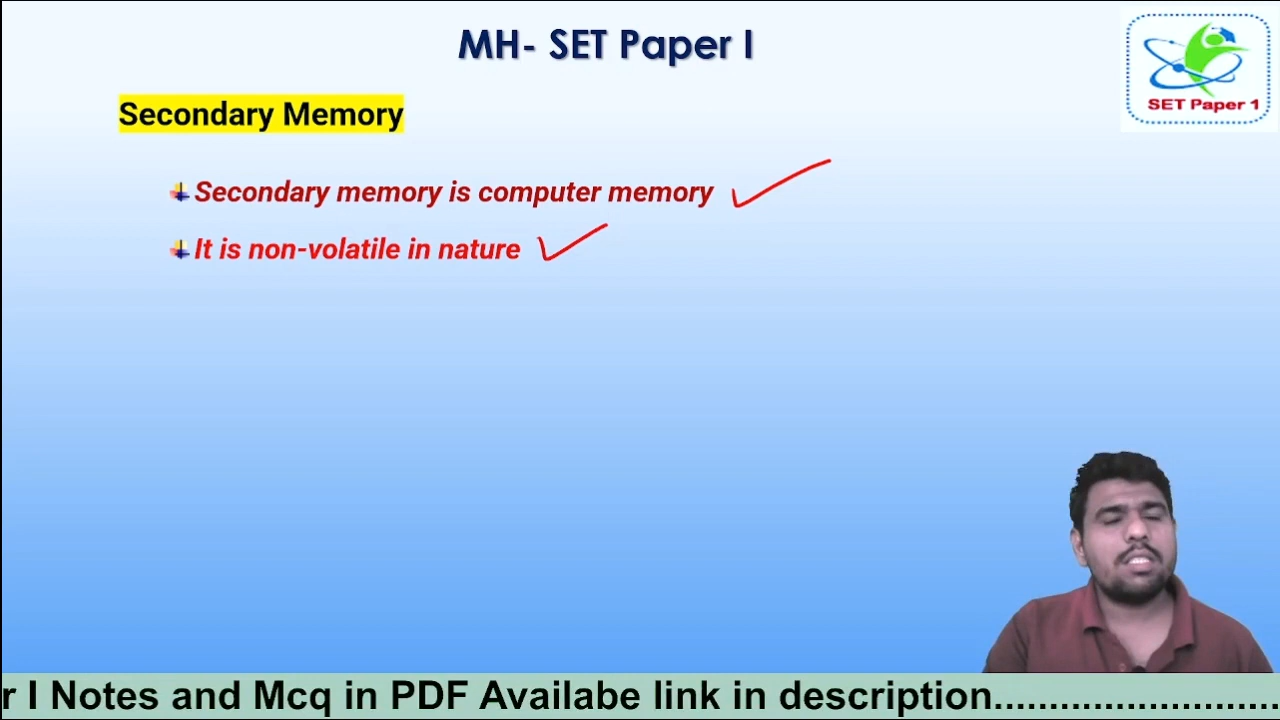 MH- SET Paper I
SET Paper 1
Secondary Memory
Secondary memory is computer memory
It is non-volatile in nature
r I Notes and Mcq in PDF Availabe link in description.........................